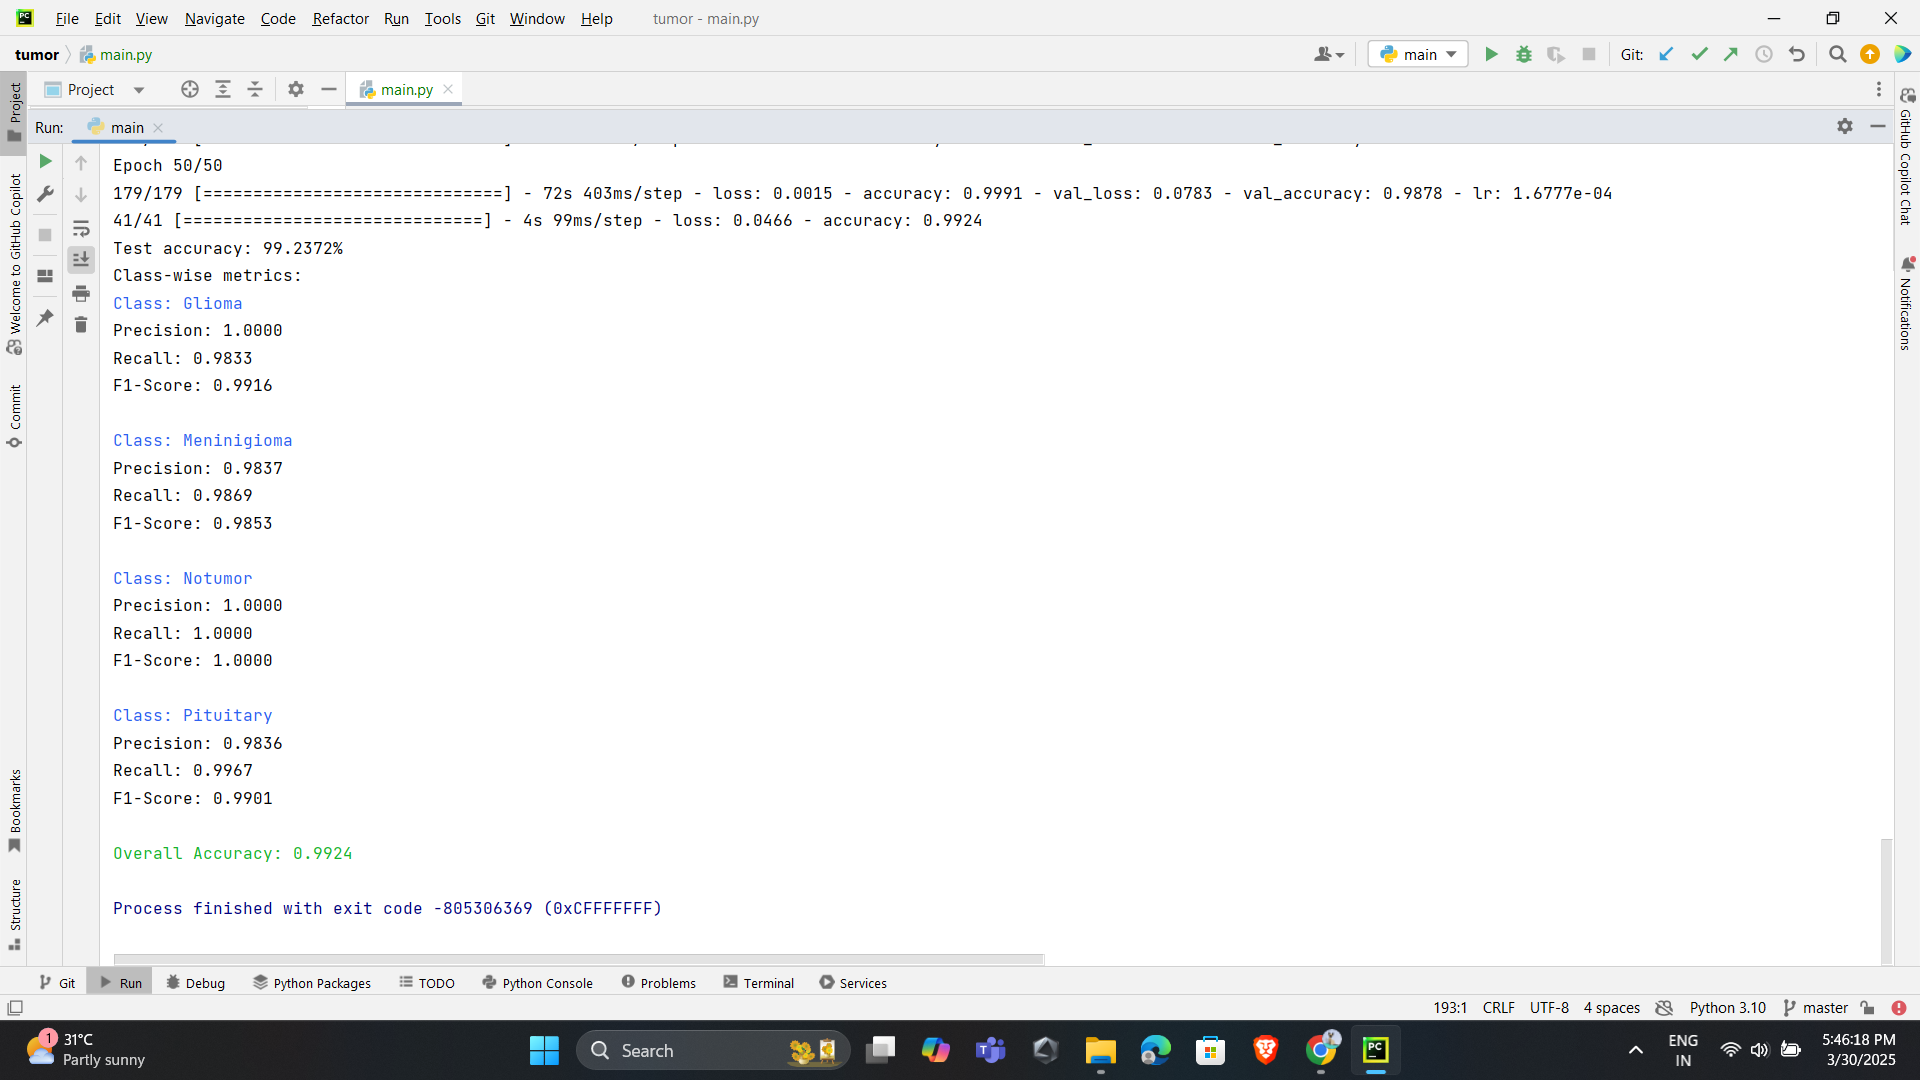 File Edit View Navigate Code Refactor Run Tools Git Window Help tumor - main.py
tumor main.py main Git:
Project main.py
Run: main
Epoch 50/50
179/179 [==============================] - 72s 403ms/step - loss: 0.0015 - accuracy: 0.9991 - val_loss: 0.0783 - val_accuracy: 0.9878 - lr: 1.6777e-04
41/41 [==============================] - 4s 99ms/step - loss: 0.0466 - accuracy: 0.9924
Test accuracy: 99.2372%
Class-wise metrics:
Class: Glioma
Precision: 1.0000
Recall: 0.9833
F1-Score: 0.9916
Class: Meninigioma
Precision: 0.9837
Recall: 0.9869
F1-Score: 0.9853
Class: Notumor
Precision: 1.0000
Recall: 1.0000
F1-Score: 1.0000
Class: Pituitary
Precision: 0.9836
Recall: 0.9967
F1-Score: 0.9901
Overall Accuracy: 0.9924
Process finished with exit code -805306369 (0xCFFFFFFF)
Project
Welcome to GitHub Copilot
Commit
Bookmarks
Structure
GitHub Copilot Chat
Notifications
Git Run Debug Python Packages TODO Python Console Problems Terminal Services
193:1 CRLF UTF-8 4 spaces Python 3.10 master
1 31°C
Partly sunny
Search
ENG
IN
5:46:18 PM
3/30/2025